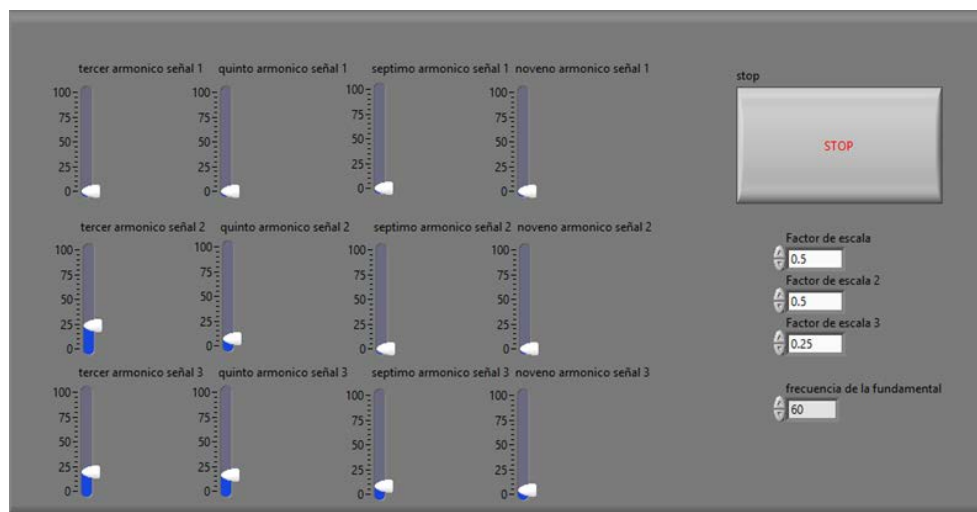 tercer armonico señal 1 quinto armonico señal 1 septimo armonico señal 1 noveno armonico señal 1
100 100 100 100
75 75 75 75
50 50 50 50
25 25 25 25
0 0 0 0
tercer armonico señal 2 quinto armonico señal 2 septimo armonico señal 2 noveno armonico señal 2
100 100 100 100
75 75 75 75
50 50 50 50
25 25 25 25
0 0 0 0
tercer armonico señal 3 quinto armonico señal 3 septimo armonico señal 3 noveno armonico señal 3
100 100 100 100
75 75 75 75
50 50 50 50
25 25 25 25
0 0 0 0
stop
STOP
Factor de escala
0.5
Factor de escala 2
0.5
Factor de escala 3
0.25
frecuencia de la fundamental
60